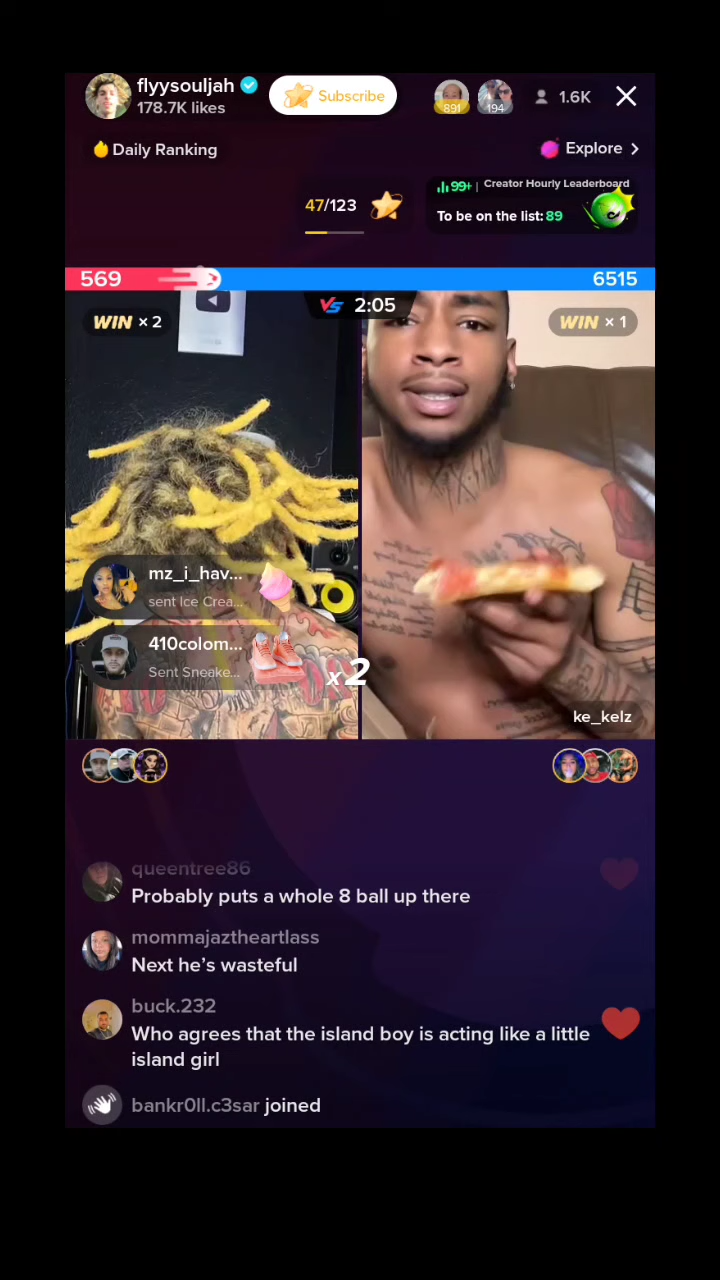 flyysouljah
178.7K likes
Subscribe
891
194
1.6K
Daily Ranking
Explore
47/123
99+ | Creator Hourly Leaderboard
To be on the list: 89
569
6515
WIN × 2
VS 2:05
WIN × 1
mz_i_hav...
sent Ice Crea...
410colom...
Sent Sneake...
x2
ke_kelz
queentree86
Probably puts a whole 8 ball up there
mommajaztheartlass
Next he's wasteful
buck.232
Who agrees that the island boy is acting like a little
island girl
bankr0ll.c3sar joined